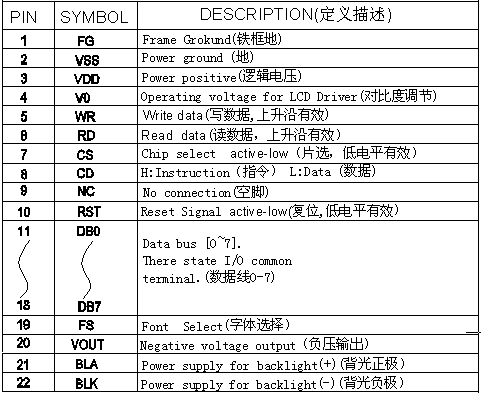 PIN SYMBOL DESCRIPTION(定义描述)
1 FG Frame Grokund(铁框地)
2 VSS Power ground (地)
3 VDD Power positive(逻辑电压)
4 V0 Operating voltage for LCD Driver(对比度调节)
5 WR Write data(写数据,上升沿有效)
6 RD Read data(读数据，上升沿有效)
7 CS Chip select active-low (片选，低电平有效)
8 CD H:Instruction (指令) L:Data (数据)
9 NC No connection(空脚)
10 RST Reset Signal active-low(复位,低电平有效)
11 DB0
Data bus [0~7].
There state I/O common
terminal.(数据线0-7)
18 DB7
19 FS Font Select(字体选择)
20 VOUT Negative voltage output (负压输出)
21 BLA Power supply for backlight(+)(背光正极)
22 BLK Power supply for backlight(-)(背光负极)